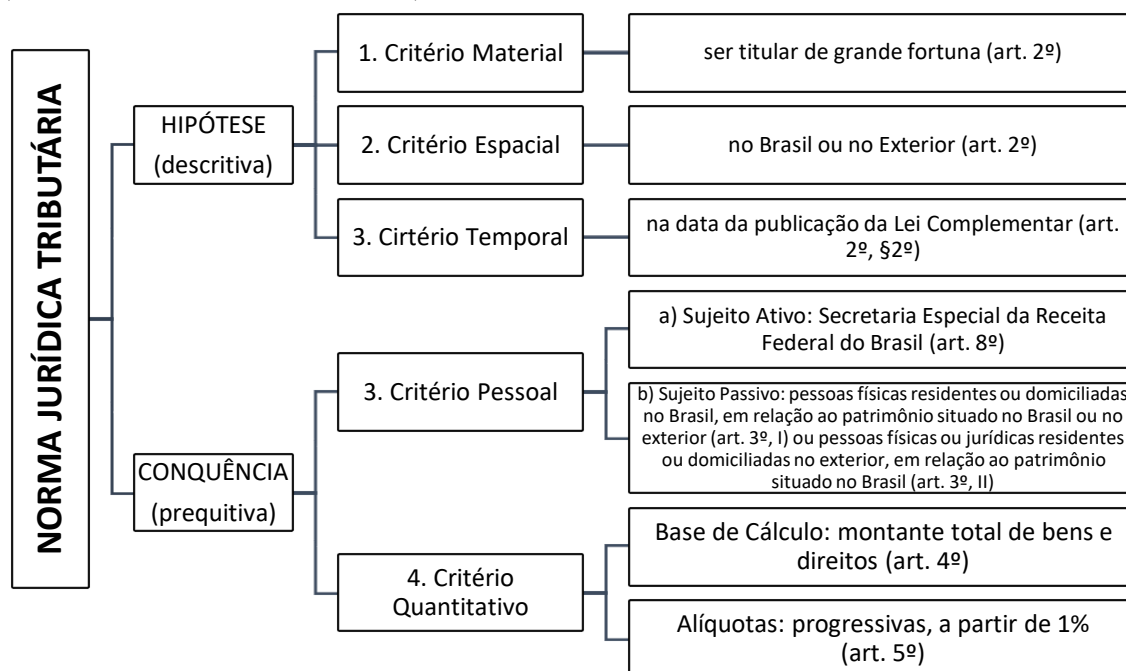 NORMA JURÍDICA TRIBUTÁRIA
HIPÓTESE
(descritiva)
1. Critério Material
ser titular de grande fortuna (art. 2º)
2. Critério Espacial
no Brasil ou no Exterior (art. 2º)
3. Cirtério Temporal
na data da publicação da Lei Complementar (art.
2º, §2º)
CONQUÊNCIA
(prequitiva)
3. Critério Pessoal
a) Sujeito Ativo: Secretaria Especial da Receita
Federal do Brasil (art. 8º)
b) Sujeito Passivo: pessoas físicas residentes ou domiciliadas
no Brasil, em relação ao patrimônio situado no Brasil ou no
exterior (art. 3º, I) ou pessoas físicas ou jurídicas residentes
ou domiciliadas no exterior, em relação ao patrimônio
situado no Brasil (art. 3º, II)
4. Critério
Quantitativo
Base de Cálculo: montante total de bens e
direitos (art. 4º)
Alíquotas: progressivas, a partir de 1%
(art. 5º)